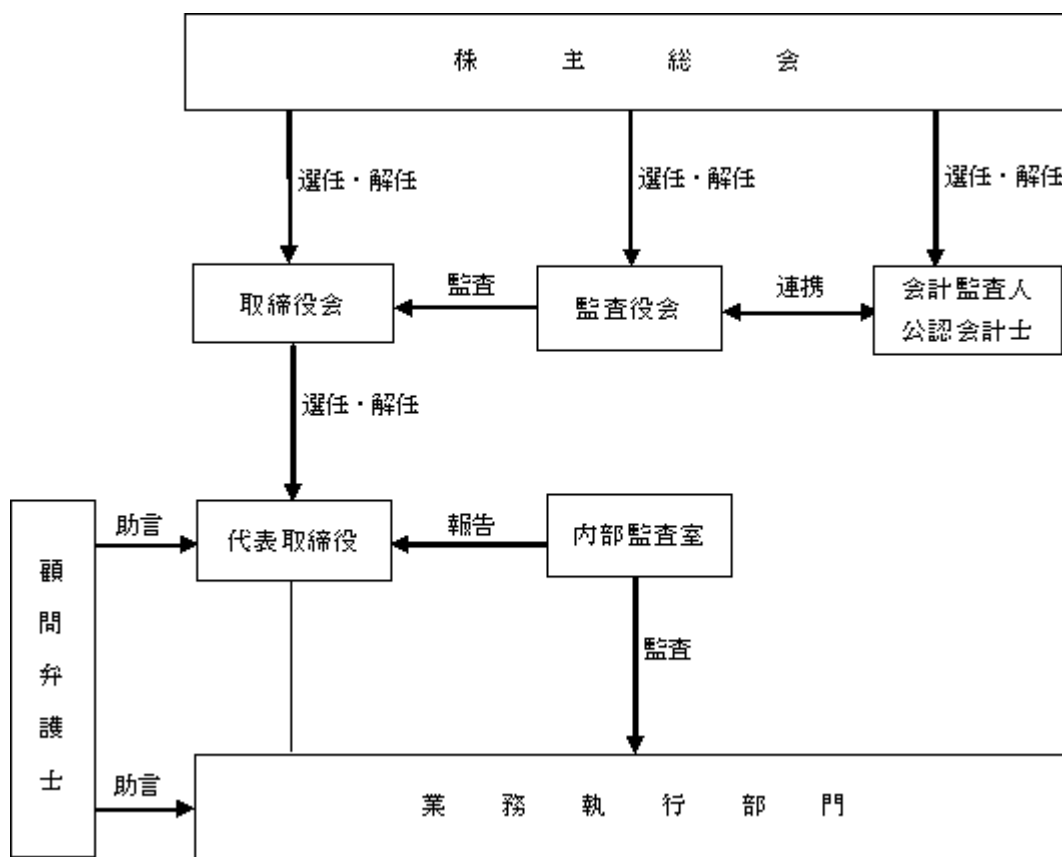 株主総会
選任・解任
選任・解任
選任・解任
取締役会
監査
監査役会
連携
会計監査人
公認会計士
選任・解任
顧問弁護士
助言
代表取締役
報告
内部監査室
監査
助言
業務執行部門